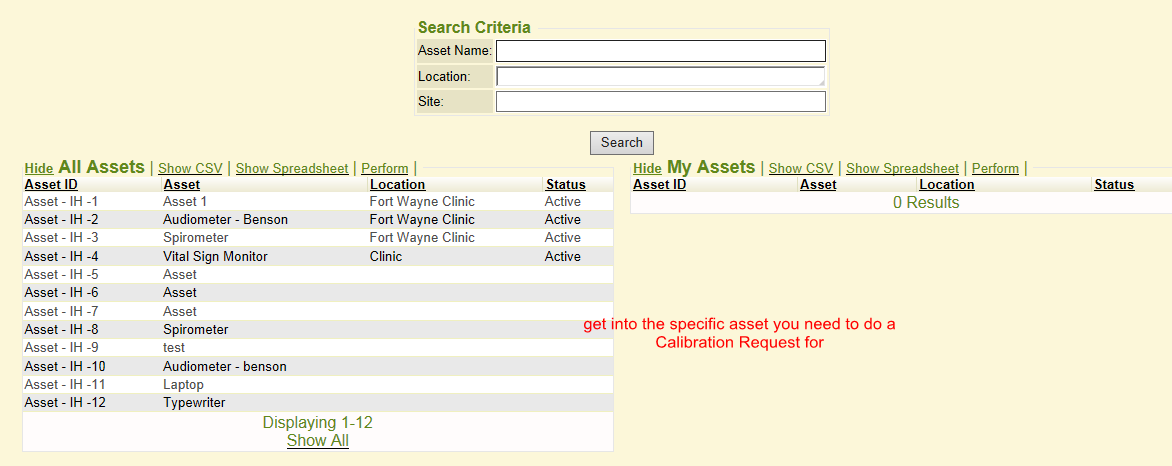 Search Criteria
Asset Name:
Location:
Site:
Search
Hide All Assets | Show CSV | Show Spreadsheet | Perform |
Asset ID Asset Location Status
Asset - IH -1 Asset 1 Fort Wayne Clinic Active
Asset - IH -2 Audiometer - Benson Fort Wayne Clinic Active
Asset - IH -3 Spirometer Fort Wayne Clinic Active
Asset - IH -4 Vital Sign Monitor Clinic Active
Asset - IH -5 Asset
Asset - IH -6 Asset
Asset - IH -7 Asset
Asset - IH -8 Spirometer
Asset - IH -9 test
Asset - IH -10 Audiometer - benson
Asset - IH -11 Laptop
Asset - IH -12 Typewriter
Displaying 1-12
Show All
Hide My Assets | Show CSV | Show Spreadsheet | Perform |
Asset ID Asset Location Status
0 Results
get into the specific asset you need to do a
Calibration Request for